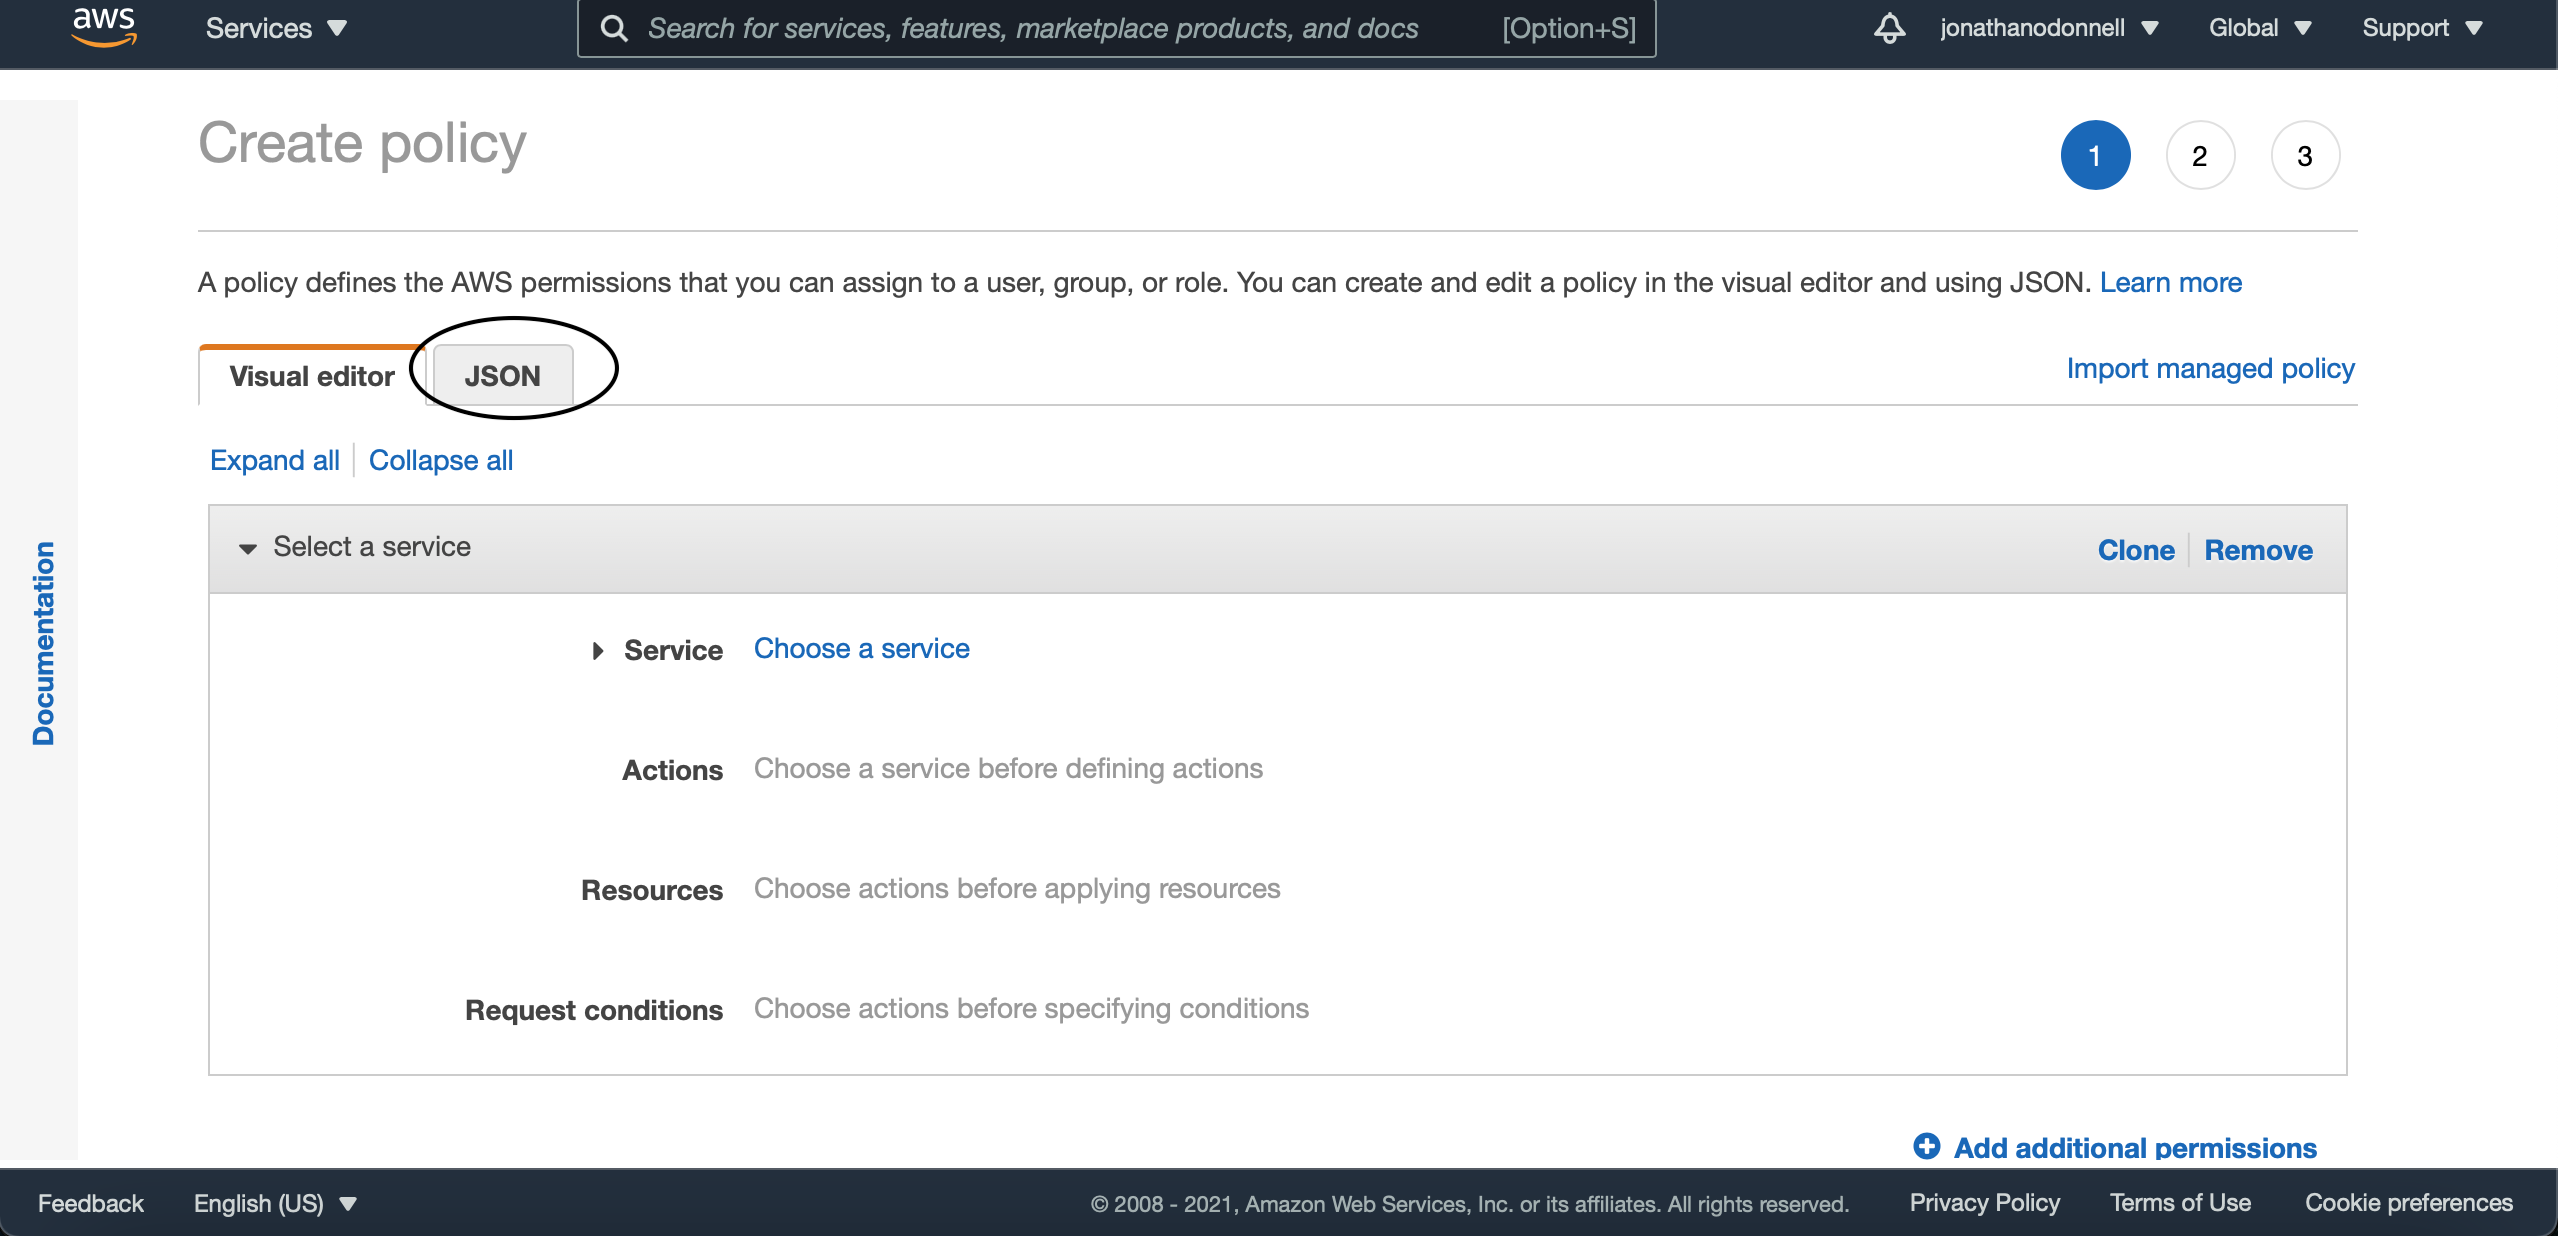 aws Services Search for services, features, marketplace products, and docs [Option+S] jonathanodonnell Global Support
Create policy 1 2 3
A policy defines the AWS permissions that you can assign to a user, group, or role. You can create and edit a policy in the visual editor and using JSON. Learn more
Visual editor JSON Import managed policy
Expand all Collapse all
Select a service Clone Remove
Documentation
Service Choose a service
Actions Choose a service before defining actions
Resources Choose actions before applying resources
Request conditions Choose actions before specifying conditions
Add additional permissions
Feedback English (US) © 2008 - 2021, Amazon Web Services, Inc. or its affiliates. All rights reserved. Privacy Policy Terms of Use Cookie preferences